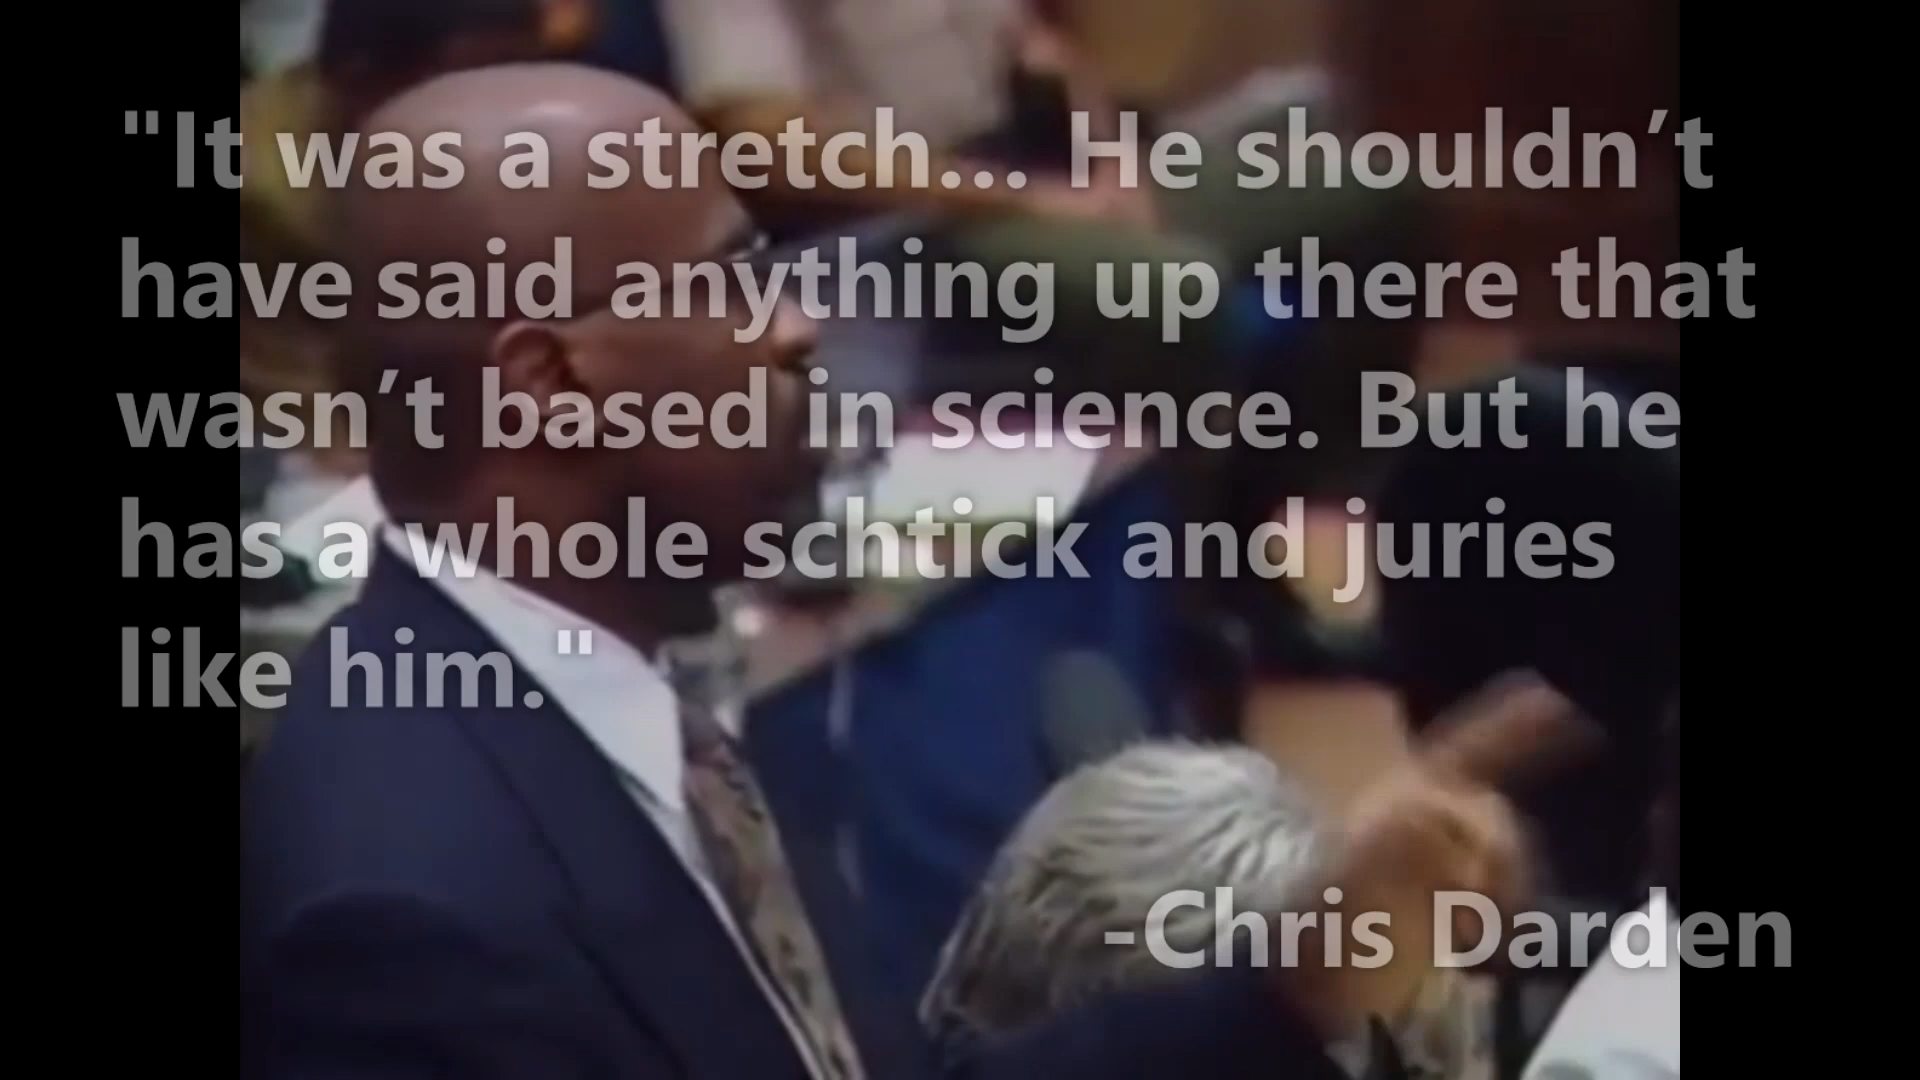 "It was a stretch... He shouldn’t
have said anything up there that
wasn’t based in science. But he
has a whole schtick and juries
like him."
-Chris Darden